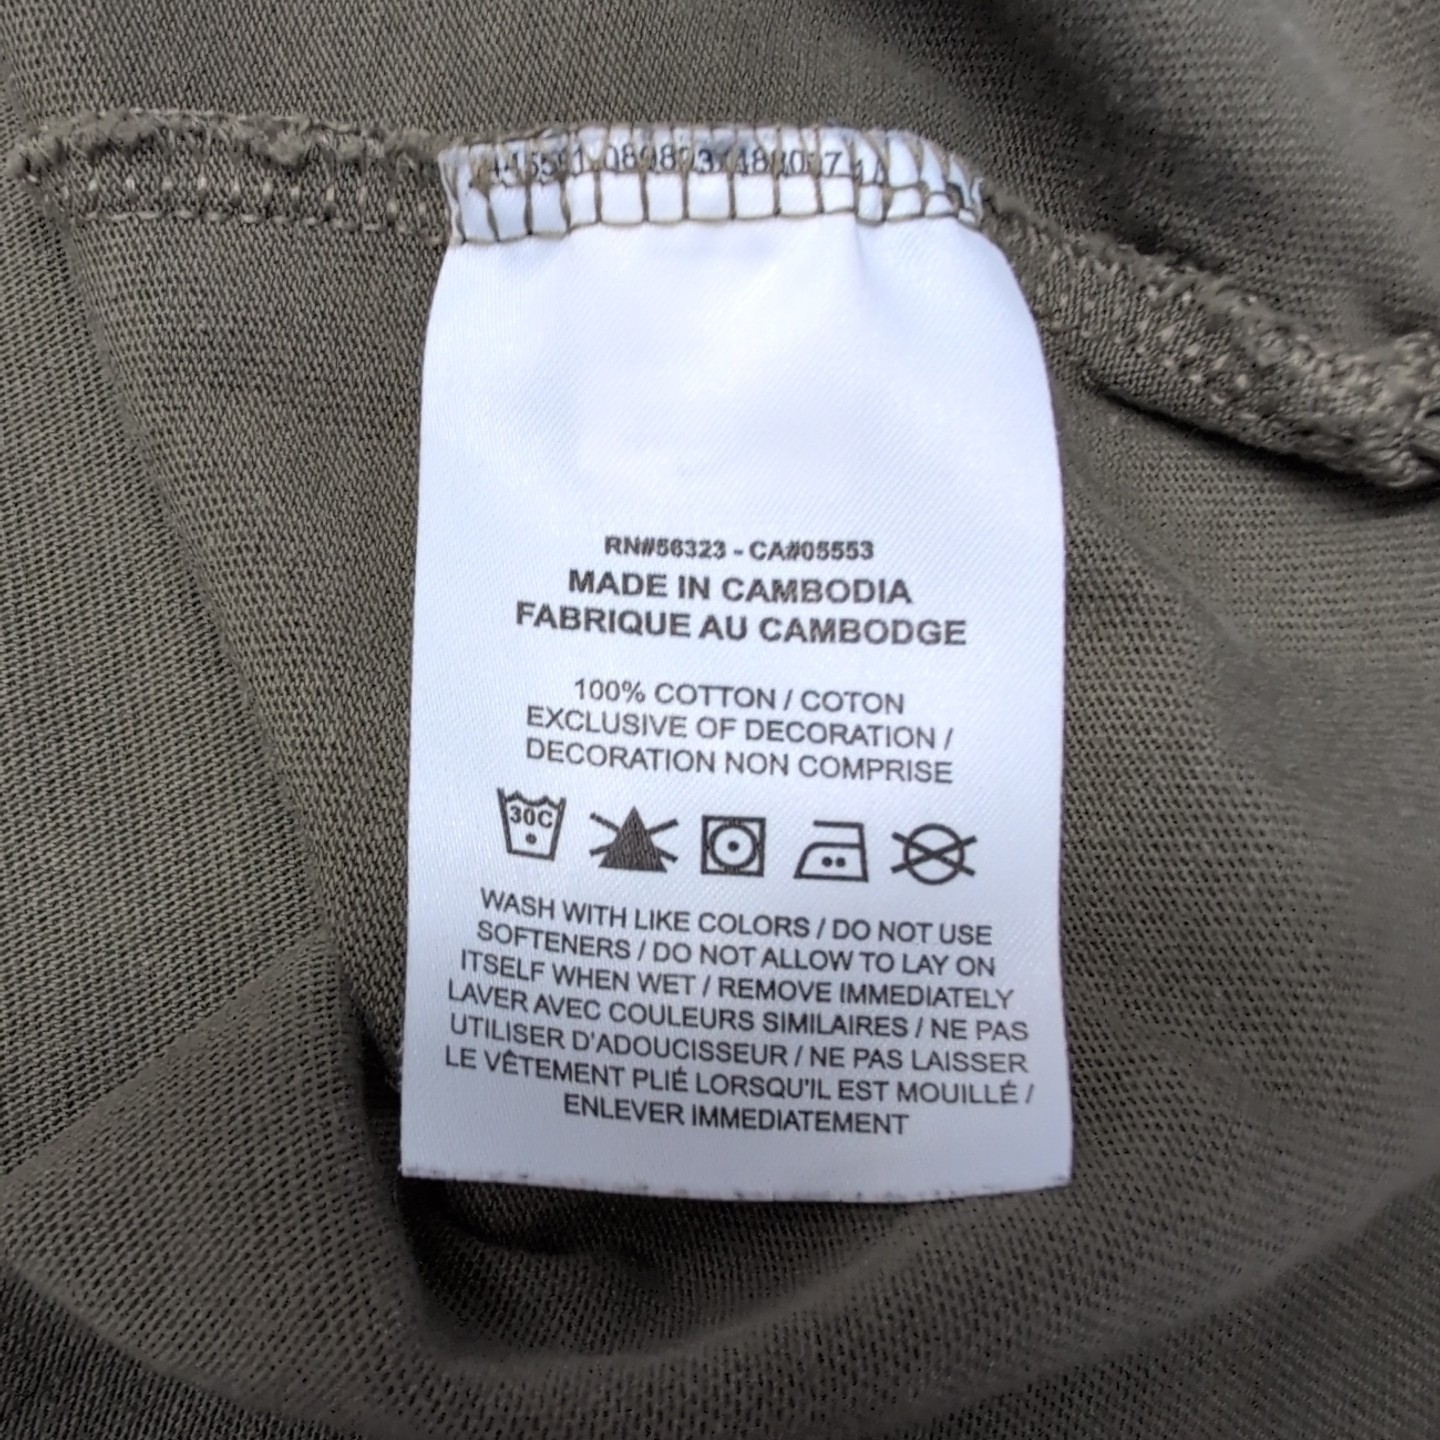 RN#56323 - CA#05553
MADE IN CAMBODIA
FABRIQUE AU CAMBODGE
100% COTTON / COTON
EXCLUSIVE OF DECORATION /
DECORATION NON COMPRISE
30C
WASH WITH LIKE COLORS / DO NOT USE
SOFTENERS / DO NOT ALLOW TO LAY ON
ITSELF WHEN WET / REMOVE IMMEDIATELY
LAVER AVEC COULEURS SIMILAIRES / NE PAS
UTILISER D'ADOUCISSEUR / NE PAS LAISSER
LE VÊTEMENT PLIÉ LORSQU'IL EST MOUILLÉ /
ENLEVER IMMEDIATEMENT